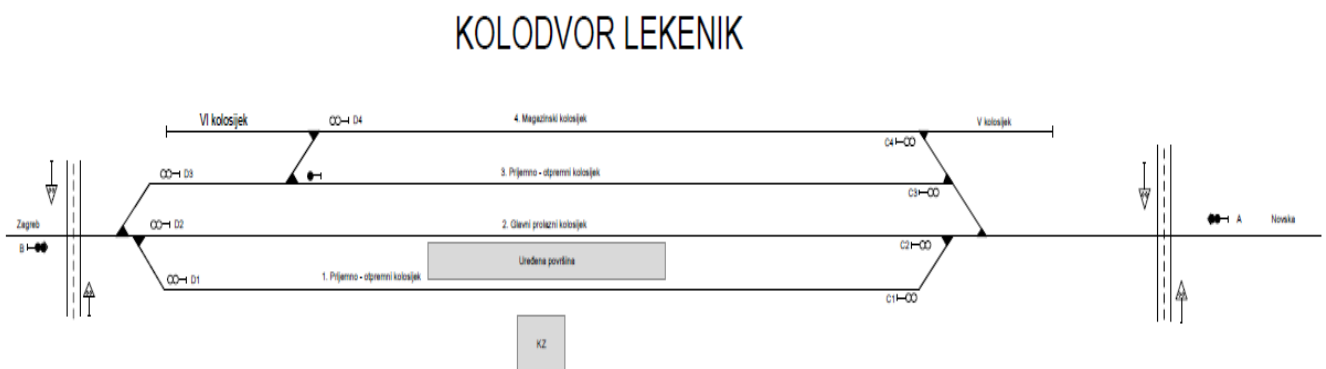 KOLODVOR LEKENIK
VI kolosijek
D4
4. Magazinski kolosijek
V kolosijek
C4
D3
3. Prijemno - otpremni kolosijek
C3
Zagreb
D2
2. Glavni prolazni kolosijek
A
Novska
B
C2
Uređena površina
D1
1. Prijemno - otpremni kolosijek
C1
KZ